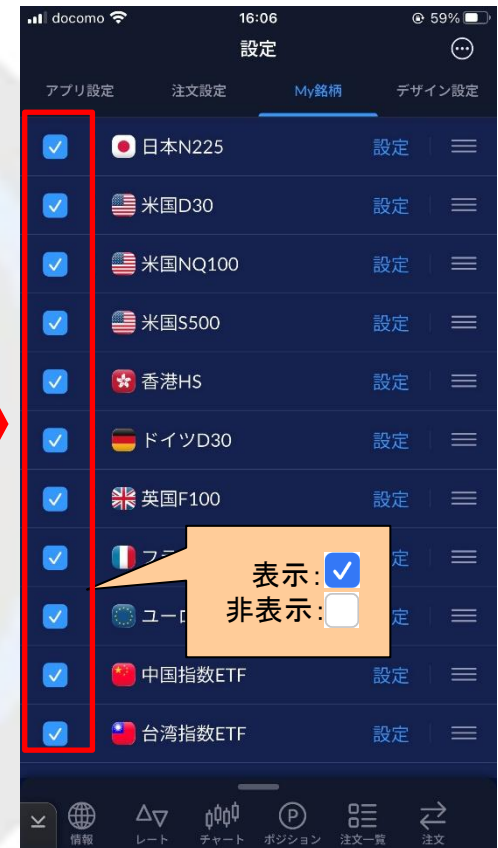 docomo 16:06 59%
設定
アプリ設定 注文設定 My銘柄 デザイン設定
日本N225 設定
米国D30 設定
米国NQ100 設定
米国S500 設定
香港HS 設定
ドイツD30 設定
英国F100 設定
表示:
非表示:
ユーロ
中国指数ETF 設定
台湾指数ETF 設定
情報 レート チャート ポジション 注文一覧 注文